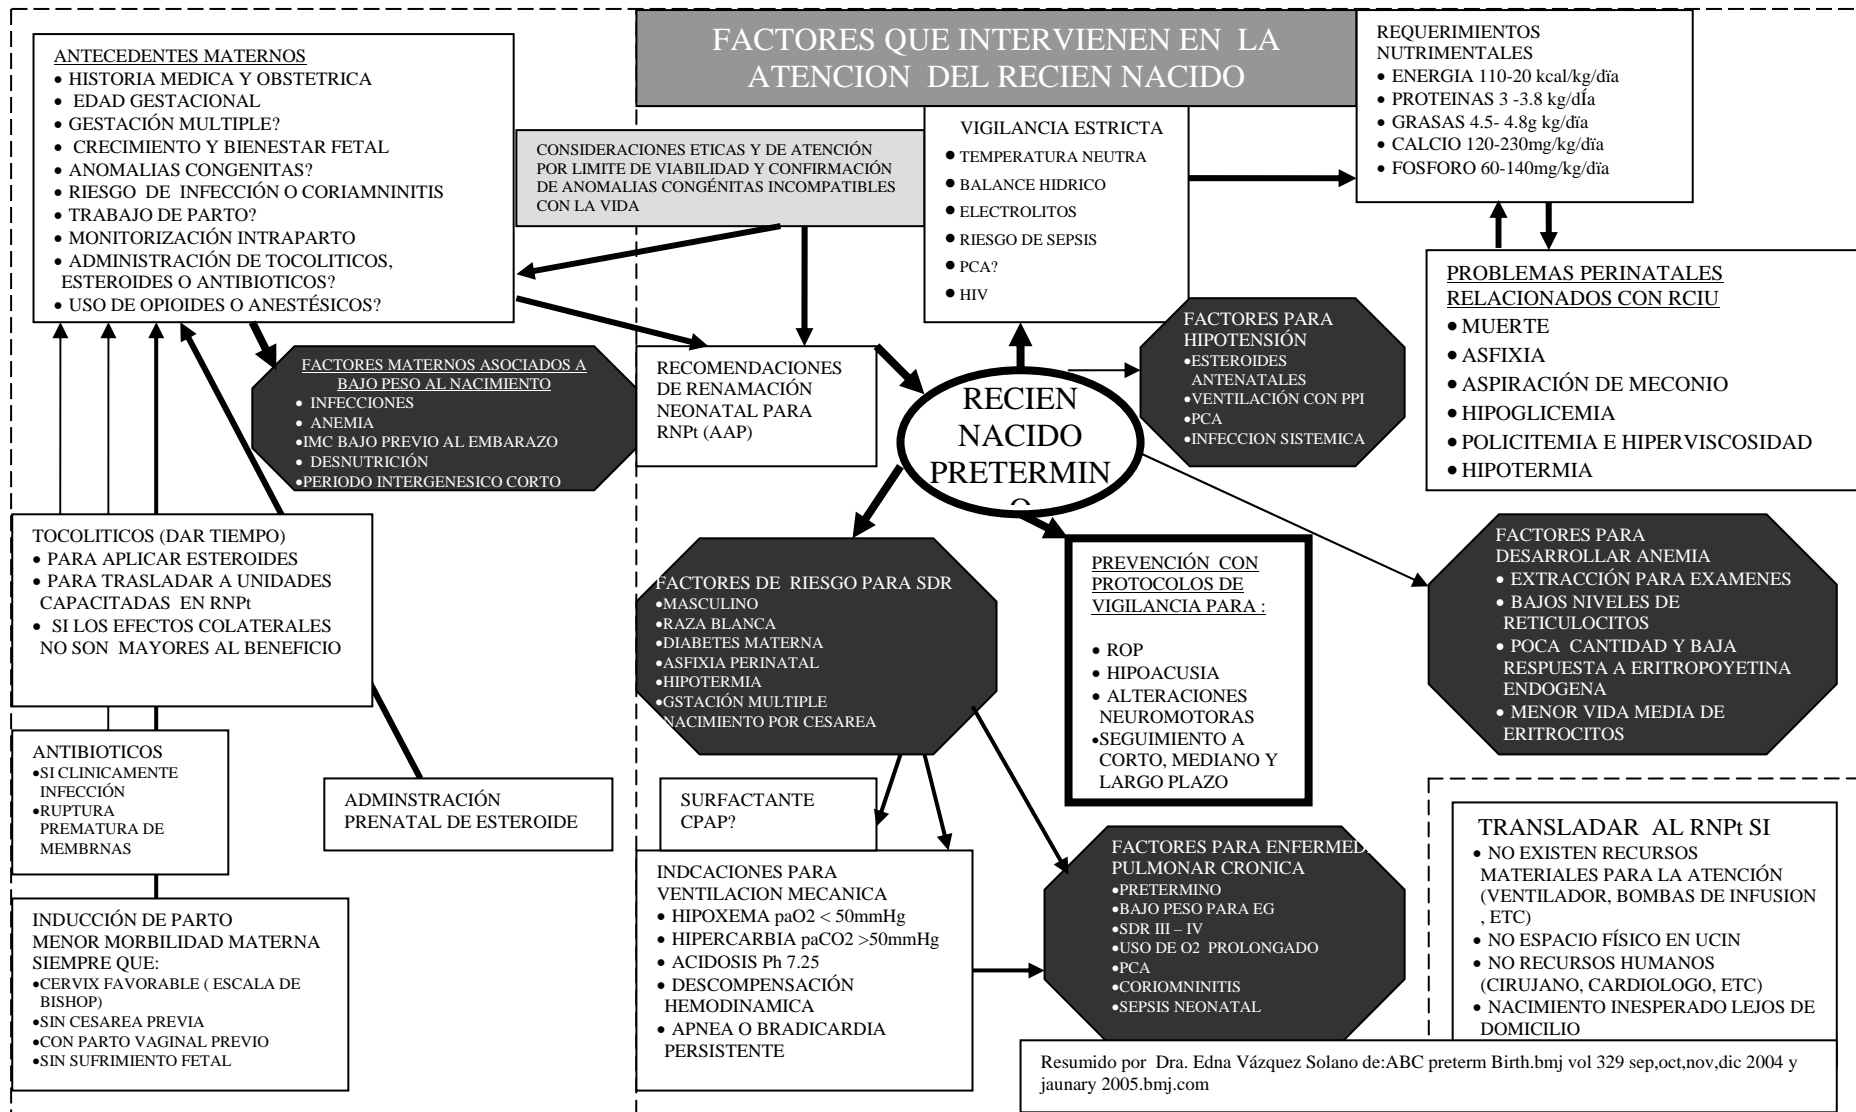 FACTORES QUE INTERVIENEN EN LA
ATENCION DEL RECIEN NACIDO
ANTECEDENTES MATERNOS
• HISTORIA MEDICA Y OBSTETRICA
• EDAD GESTACIONAL
• GESTACIÓN MULTIPLE?
• CRECIMIENTO Y BIENESTAR FETAL
• ANOMALIAS CONGENITAS?
• RIESGO DE INFECCIÓN O CORIAMNINITIS
• TRABAJO DE PARTO?
• MONITORIZACIÓN INTRAPARTO
• ADMINISTRACIÓN DE TOCOLITICOS,
ESTEROIDES O ANTIBIOTICOS?
• USO DE OPIOIDES O ANESTÉSICOS?
CONSIDERACIONES ETICAS Y DE ATENCIÓN
POR LIMITE DE VIABILIDAD Y CONFIRMACIÓN
DE ANOMALIAS CONGÉNITAS INCOMPATIBLES
CON LA VIDA
VIGILANCIA ESTRICTA
• TEMPERATURA NEUTRA
• BALANCE HIDRICO
• ELECTROLITOS
• RIESGO DE SEPSIS
• PCA?
• HIV
REQUERIMIENTOS
NUTRIMENTALES
• ENERGIA 110-20 kcal/kg/dïa
• PROTEINAS 3 -3.8 kg/dÍa
• GRASAS 4.5- 4.8g kg/dïa
• CALCIO 120-230mg/kg/dïa
• FOSFORO 60-140mg/kg/dïa
PROBLEMAS PERINATALES
RELACIONADOS CON RCIU
• MUERTE
• ASFIXIA
• ASPIRACIÓN DE MECONIO
• HIPOGLICEMIA
• POLICITEMIA E HIPERVISCOSIDAD
• HIPOTERMIA
FACTORES MATERNOS ASOCIADOS A
BAJO PESO AL NACIMIENTO
• INFECCIONES
• ANEMIA
•IMC BAJO PREVIO AL EMBARAZO
• DESNUTRICIÓN
•PERIODO INTERGENESICO CORTO
RECOMENDACIONES
DE RENAMACIÓN
NEONATAL PARA
RNPt (AAP)
RECIEN
NACIDO
PRETERMIN
O
FACTORES PARA
HIPOTENSIÓN
•ESTEROIDES
ANTENATALES
•VENTILACIÓN CON PPI
•PCA
•INFECCION SISTEMICA
TOCOLITICOS (DAR TIEMPO)
• PARA APLICAR ESTEROIDES
• PARA TRASLADAR A UNIDADES
CAPACITADAS EN RNPt
• SI LOS EFECTOS COLATERALES
NO SON MAYORES AL BENEFICIO
FACTORES DE RIESGO PARA SDR
•MASCULINO
•RAZA BLANCA
•DIABETES MATERNA
•ASFIXIA PERINATAL
•HIPOTERMIA
•GSTACIÓN MULTIPLE
•NACIMIENTO POR CESAREA
PREVENCIÓN CON
PROTOCOLOS DE
VIGILANCIA PARA :
• ROP
• HIPOACUSIA
• ALTERACIONES
NEUROMOTORAS
•SEGUIMIENTO A
CORTO, MEDIANO Y
LARGO PLAZO
FACTORES PARA
DESARROLLAR ANEMIA
• EXTRACCIÓN PARA EXAMENES
• BAJOS NIVELES DE
RETICULOCITOS
• POCA CANTIDAD Y BAJA
RESPUESTA A ERITROPOYETINA
ENDOGENA
• MENOR VIDA MEDIA DE
ERITROCITOS
ANTIBIOTICOS
•SI CLINICAMENTE
INFECCIÓN
•RUPTURA
PREMATURA DE
MEMBRNAS
ADMINSTRACIÓN
PRENATAL DE ESTEROIDE
SURFACTANTE
CPAP?
INDCACIONES PARA
VENTILACION MECANICA
• HIPOXEMA paO2 < 50mmHg
• HIPERCARBIA paCO2 >50mmHg
• ACIDOSIS Ph 7.25
• DESCOMPENSACIÓN
HEMODINAMICA
• APNEA O BRADICARDIA
PERSISTENTE
FACTORES PARA ENFERMED
PULMONAR CRONICA
•PRETERMINO
•BAJO PESO PARA EG
•SDR III – IV
•USO DE O2 PROLONGADO
•PCA
•CORIOMNINITIS
•SEPSIS NEONATAL
TRANSLADAR AL RNPt SI
• NO EXISTEN RECURSOS
MATERIALES PARA LA ATENCIÓN
(VENTILADOR, BOMBAS DE INFUSION
, ETC)
• NO ESPACIO FÍSICO EN UCIN
• NO RECURSOS HUMANOS
(CIRUJANO, CARDIOLOGO, ETC)
• NACIMIENTO INESPERADO LEJOS DE
DOMICILIO
INDUCCIÓN DE PARTO
MENOR MORBILIDAD MATERNA
SIEMPRE QUE:
•CERVIX FAVORABLE ( ESCALA DE
BISHOP)
•SIN CESAREA PREVIA
•CON PARTO VAGINAL PREVIO
•SIN SUFRIMIENTO FETAL
Resumido por Dra. Edna Vázquez Solano de:ABC preterm Birth.bmj vol 329 sep,oct,nov,dic 2004 y
jaunary 2005.bmj.com